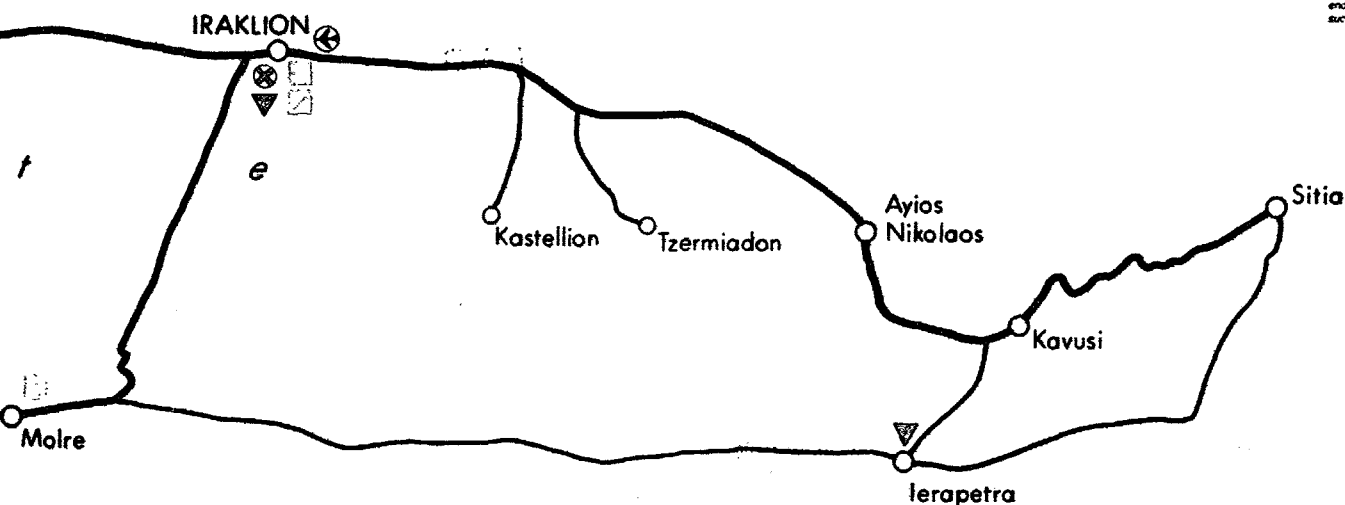 IRAKLION
t
e
Kastellion
Tzermiadon
Ayios
Nikolaos
Sitia
Kavusi
Molre
Ierapetra